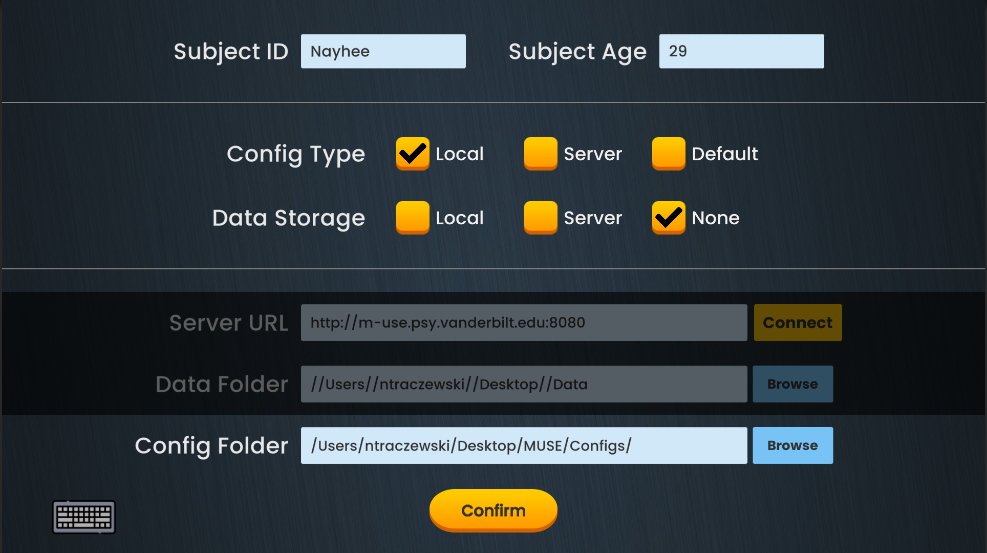 Subject ID Nayhee Subject Age 29
Config Type Local Server Default
Data Storage Local Server None
Server URL http://m-use.psy.vanderbilt.edu:8080 Connect
Data Folder //Users//ntraczewski//Desktop//Data Browse
Config Folder /Users/ntraczewski/Desktop/MUSE/Configs/ Browse
Confirm